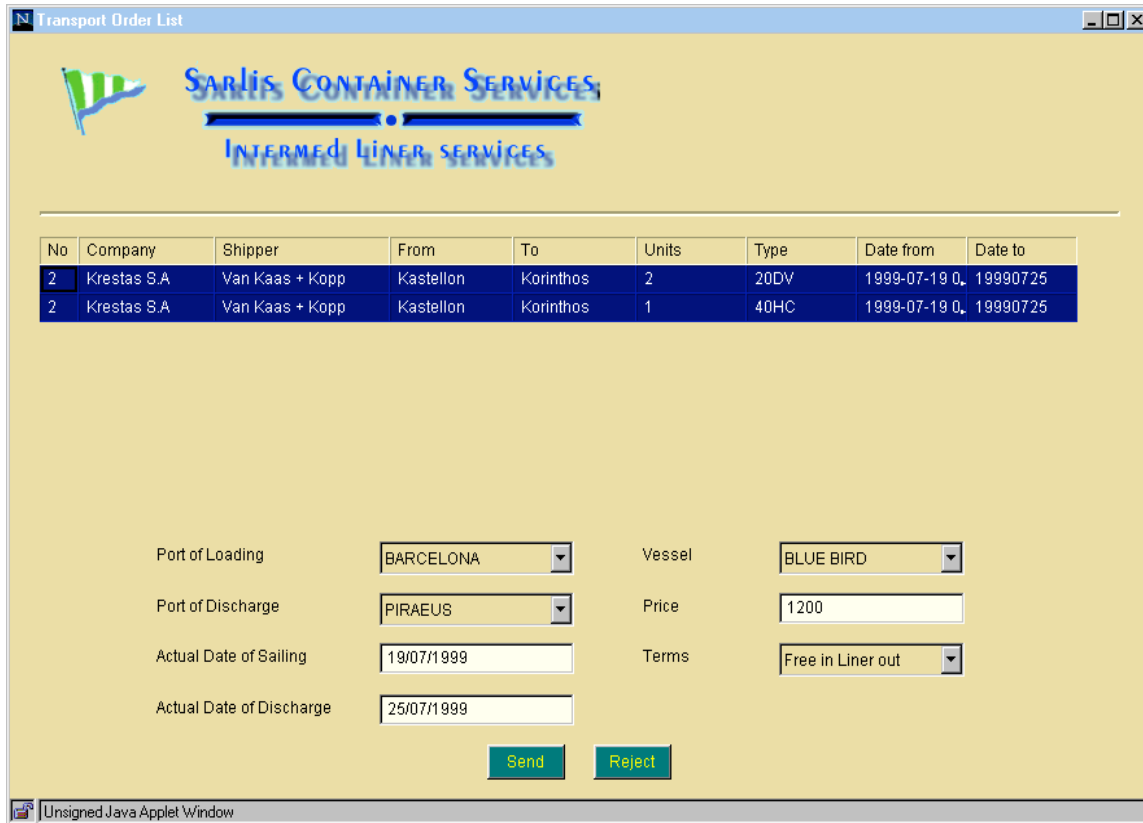 Transport Order List
Sarlis Container Services
Intermed Liner services
No Company Shipper From To Units Type Date from Date to
2 Krestas S.A Van Kaas + Kopp Kastellon Korinthos 2 20DV 1999-07-19 0 19990725
2 Krestas S.A Van Kaas + Kopp Kastellon Korinthos 1 40HC 1999-07-19 0 19990725
Port of Loading BARCELONA Vessel BLUE BIRD
Port of Discharge PIRAEUS Price 1200
Actual Date of Sailing 19/07/1999 Terms Free in Liner out
Actual Date of Discharge 25/07/1999
Send Reject
Unsigned Java Applet Window